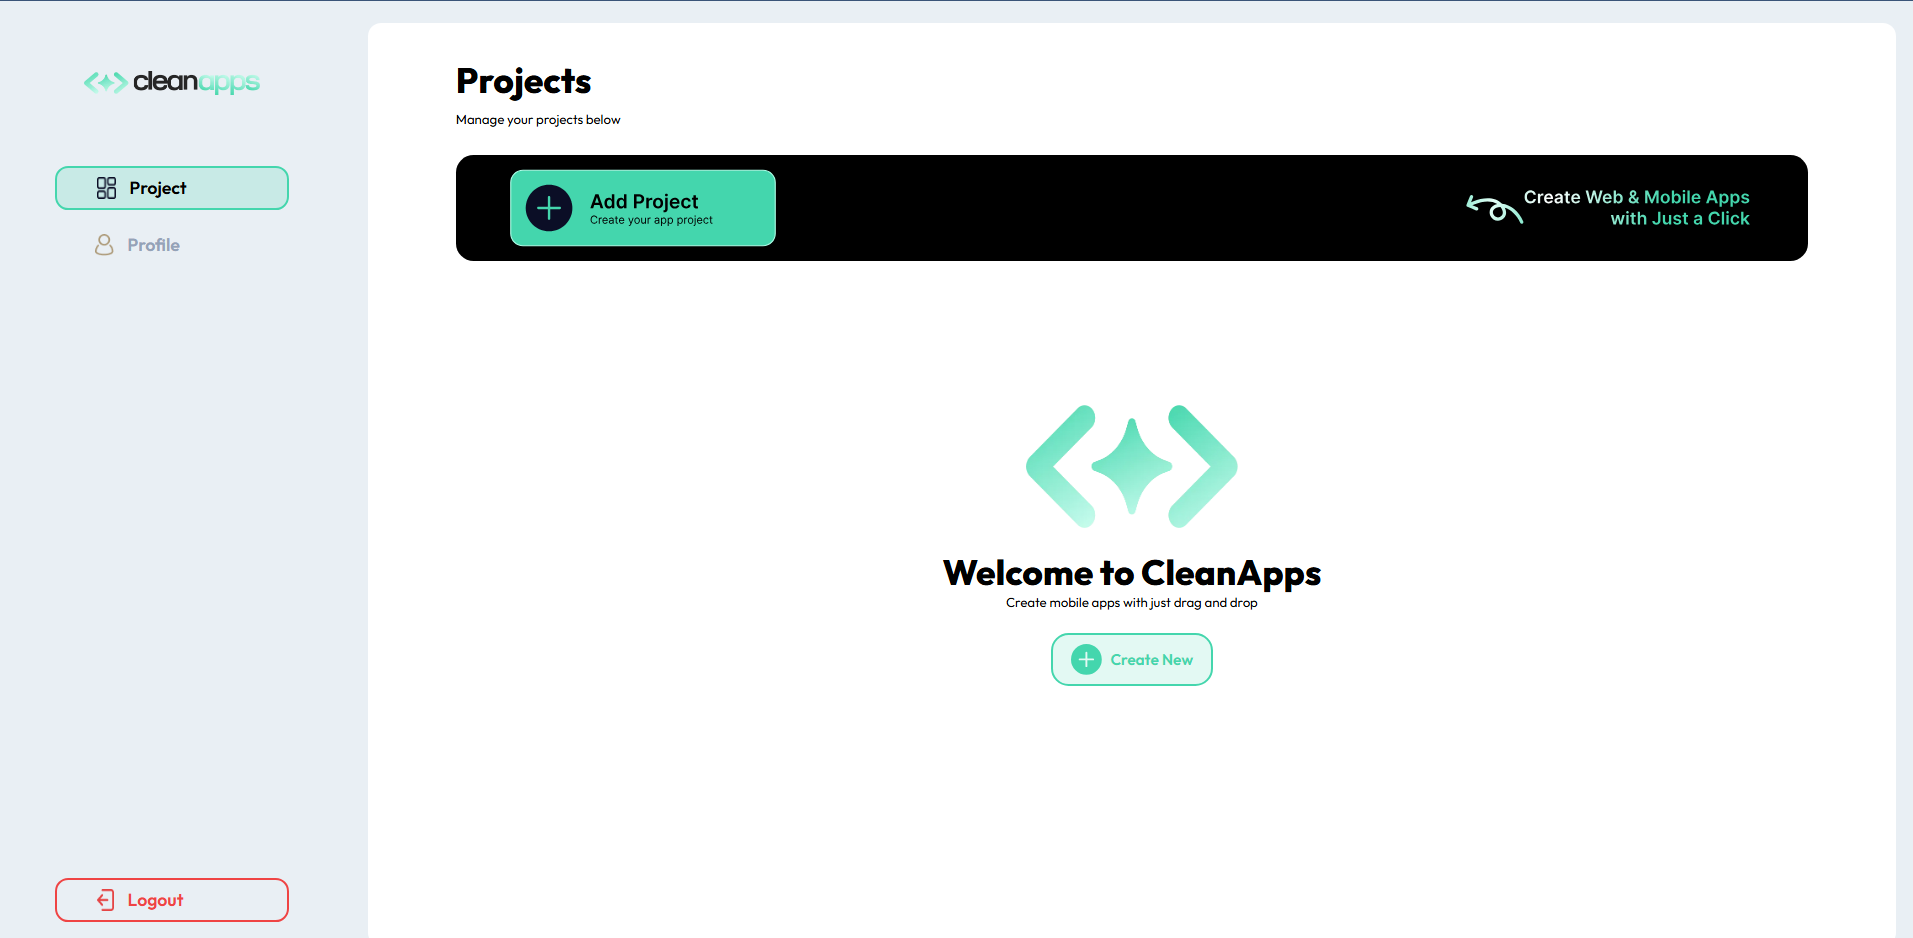 cleanapps
Project
Profile
Logout
Projects
Manage your projects below
Add Project
Create your app project
Create Web & Mobile Apps
with Just a Click
Welcome to CleanApps
Create mobile apps with just drag and drop
Create New